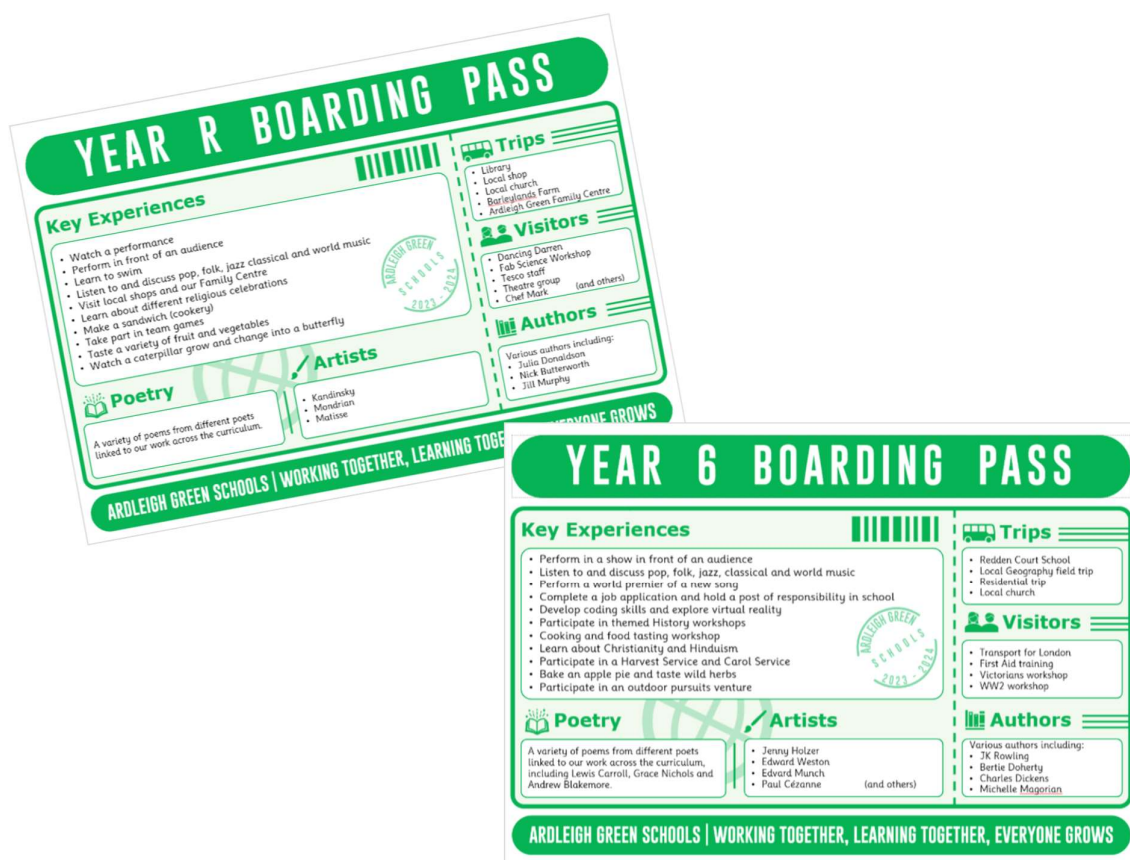 YEAR R BOARDING PASS
Key Experiences
• Watch a performance
• Perform in front of an audience
• Learn to swim
• Listen to and discuss pop, folk, jazz classical and world music
• Visit local shops and our Family Centre
• Learn about different religious celebrations
• Make a sandwich (cookery)
• Take part in team games
• Taste a variety of fruit and vegetables
• Watch a caterpillar grow and change into a butterfly
ARDLEIGH GREEN
SCHOOLS
2023 - 2024
Poetry
A variety of poems from different poets
linked to our work across the curriculum.
Artists
• Kandinsky
• Mondrian
• Matisse
Trips
• Library
• Local shop
• Local church
• Barleylands Farm
• Ardleigh Green Family Centre
Visitors
• Dancing Darren
• Fab Science Workshop
• Tesco staff
• Theatre group
• Chef Mark (and others)
Authors
Various authors including:
• Julia Donaldson
• Nick Butterworth
• Jill Murphy
ARDLEIGH GREEN SCHOOLS | WORKING TOGETHER, LEARNING TOGE EVERYONE GROWS
YEAR 6 BOARDING PASS
Key Experiences
• Perform in a show in front of an audience
• Listen to and discuss pop, folk, jazz, classical and world music
• Perform a world premier of a new song
• Complete a job application and hold a post of responsibility in school
• Develop coding skills and explore virtual reality
• Participate in themed History workshops
• Cooking and food tasting workshop
• Learn about Christianity and Hinduism
• Participate in a Harvest Service and Carol Service
• Bake an apple pie and taste wild herbs
• Participate in an outdoor pursuits venture
ARDLEIGH GREEN
SCHOOLS
2023 - 2024
Poetry
A variety of poems from different poets
linked to our work across the curriculum,
including Lewis Carroll, Grace Nichols and
Andrew Blakemore.
Artists
• Jenny Holzer
• Edward Weston
• Edvard Munch
• Paul Cézanne (and others)
Trips
• Redden Court School
• Local Geography field trip
• Residential trip
• Local church
Visitors
• Transport for London
• First Aid training
• Victorians workshop
• WW2 workshop
Authors
Various authors including:
• JK Rowling
• Bertie Doherty
• Charles Dickens
• Michelle Magorian
ARDLEIGH GREEN SCHOOLS | WORKING TOGETHER, LEARNING TOGETHER, EVERYONE GROWS